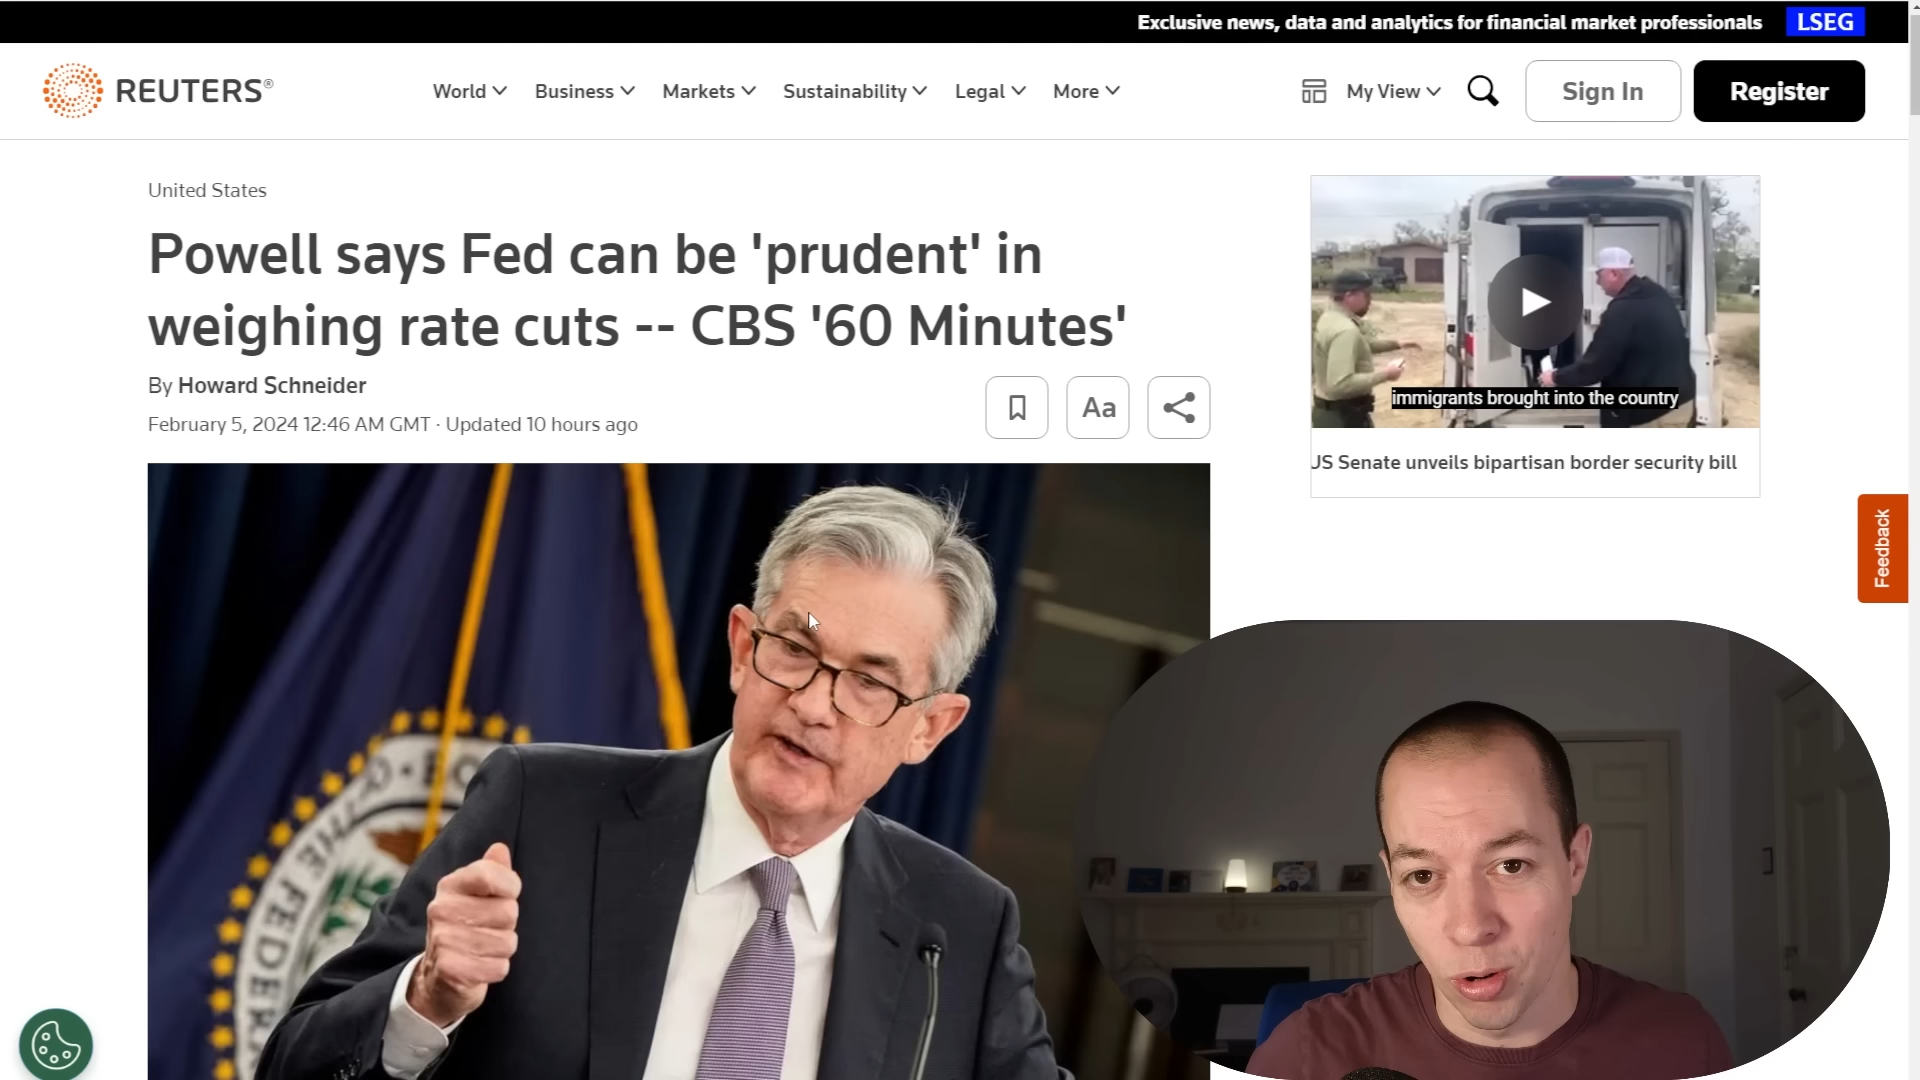 Exclusive news, data and analytics for financial market professionals LSEG
REUTERS®
World Business Markets Sustainability Legal More
My View
Sign In
Register
United States
Powell says Fed can be 'prudent' in
weighing rate cuts -- CBS '60 Minutes'
By Howard Schneider
February 5, 2024 12:46 AM GMT · Updated 10 hours ago
Aa
immigrants brought into the country
US Senate unveils bipartisan border security bill
Feedback
THE FEDERA